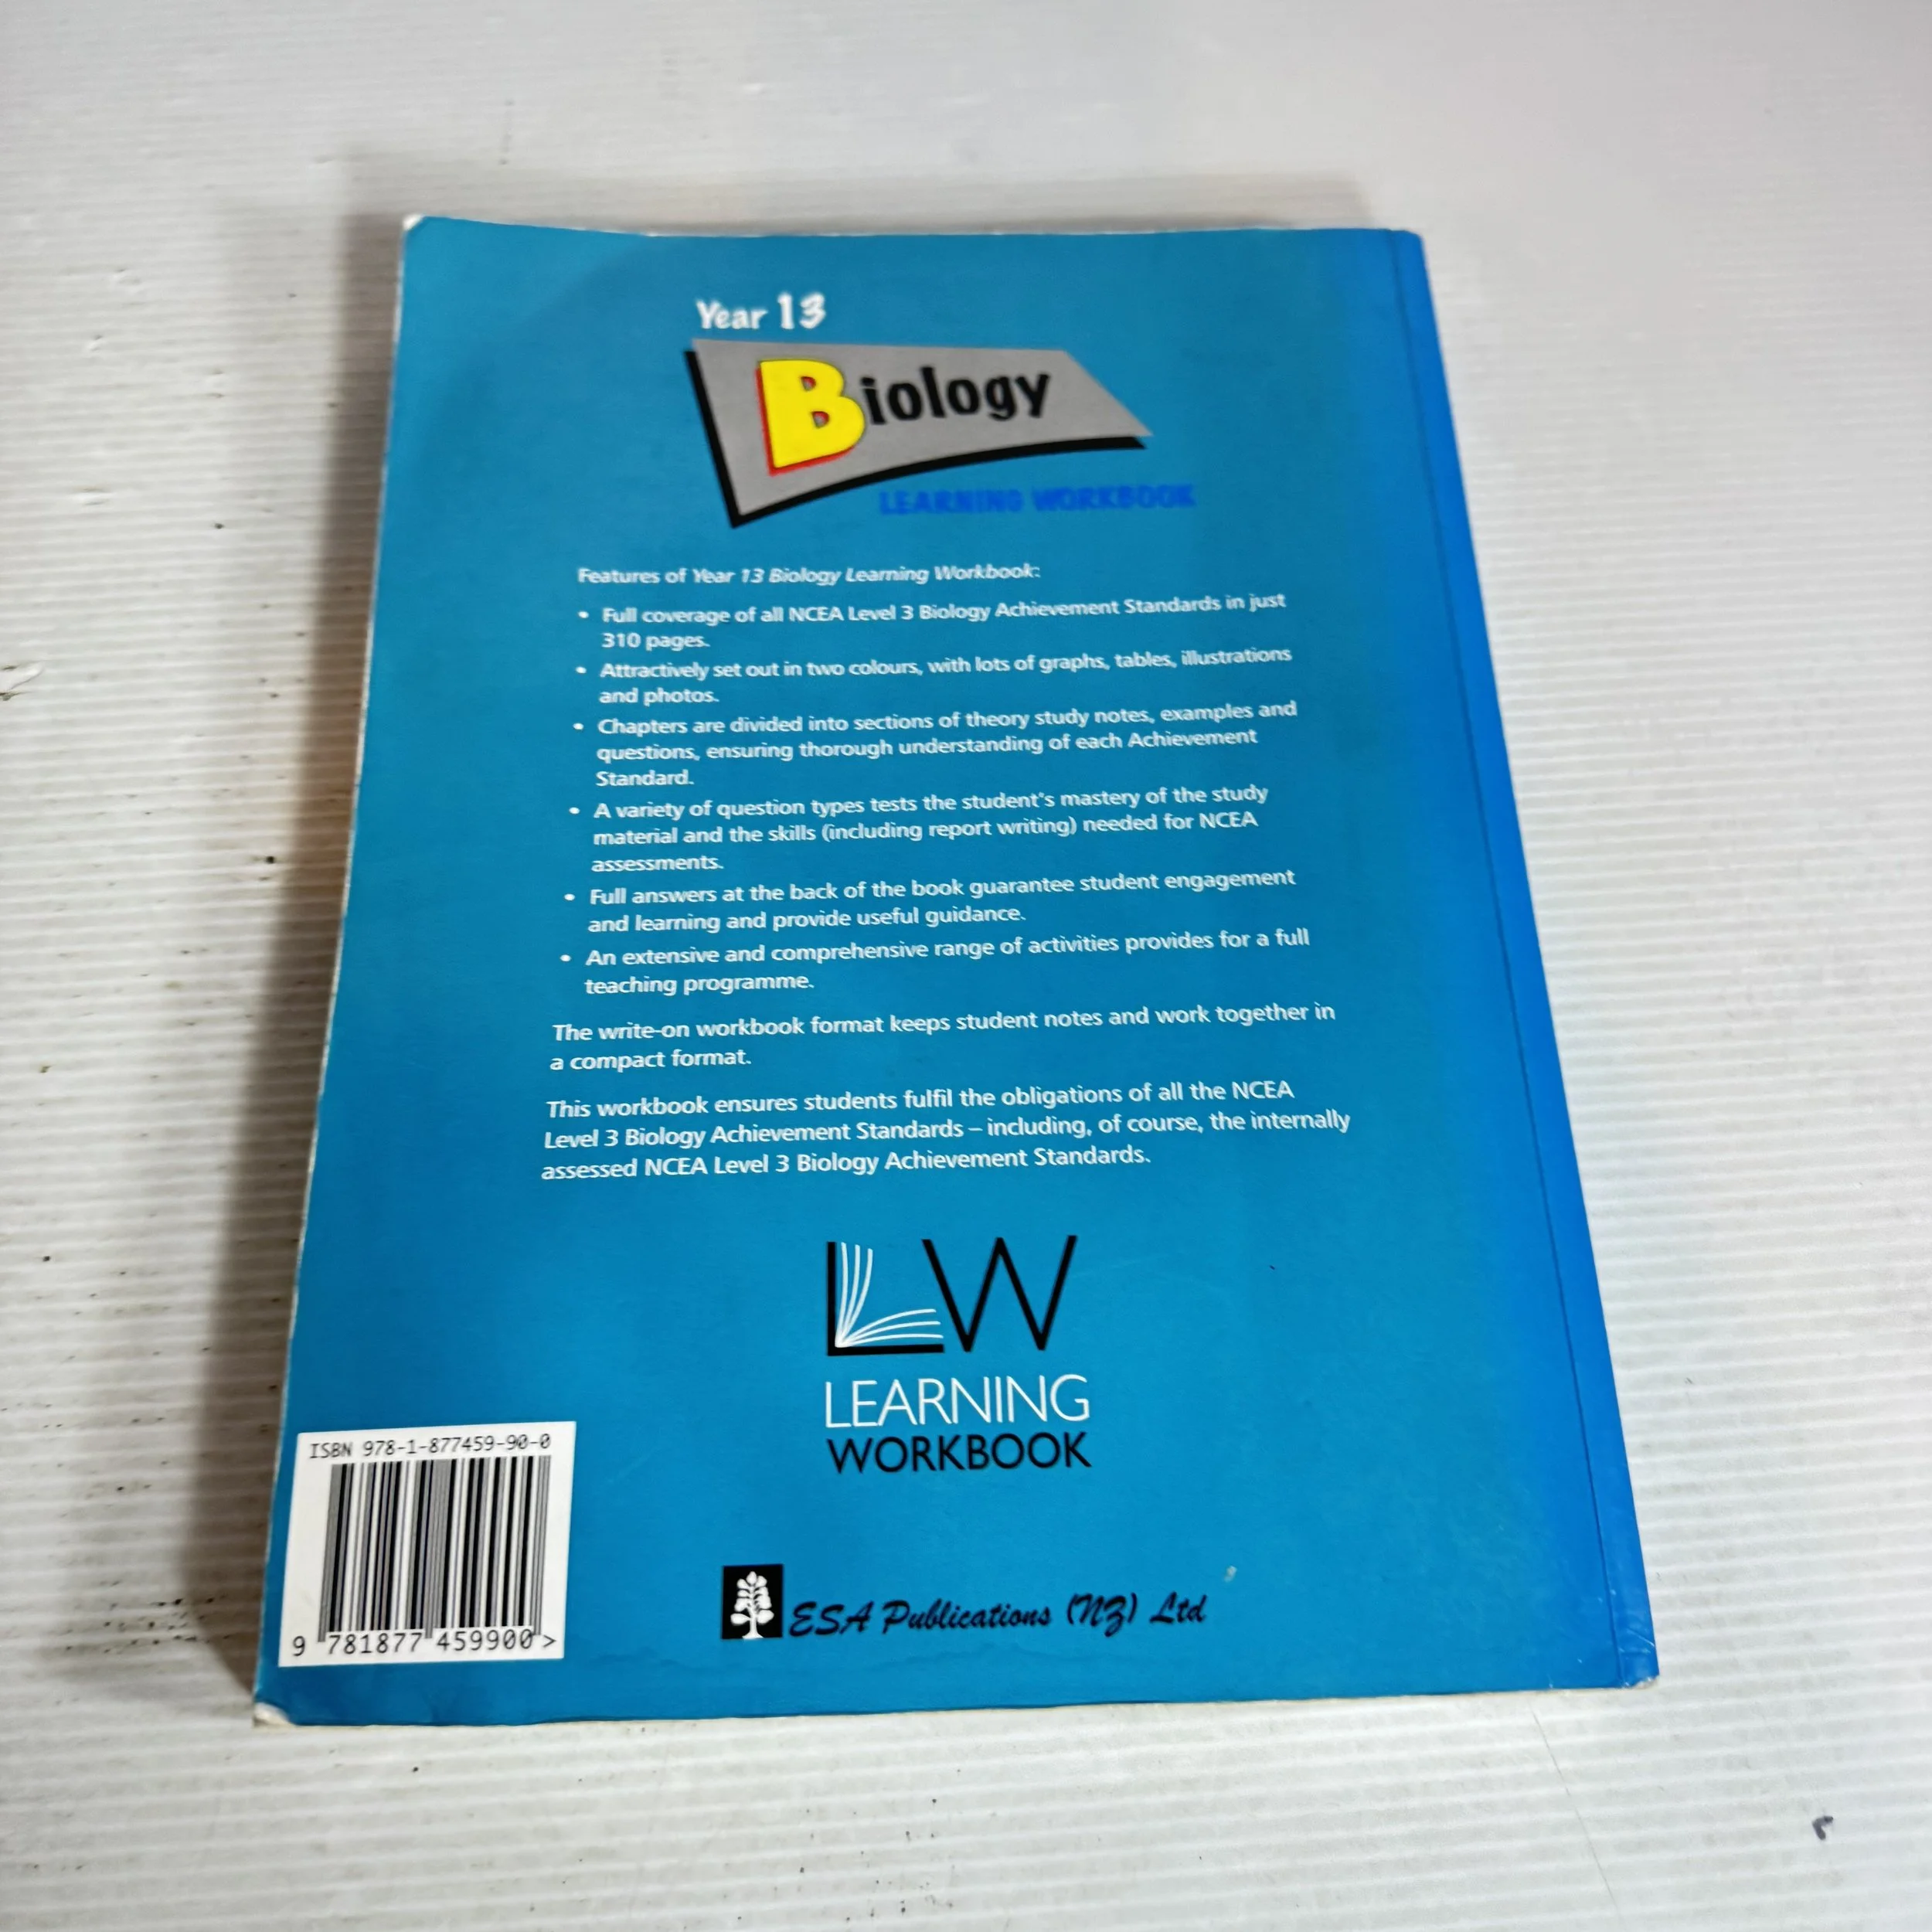 Year 13
Biology
LEARNING WORKBOOK
Features of Year 13 Biology Learning Workbook:
• Full coverage of all NCEA Level 3 Biology Achievement Standards in just
310 pages.
• Attractively set out in two colours, with lots of graphs, tables, illustrations
and photos.
• Chapters are divided into sections of theory study notes, examples and
questions, ensuring thorough understanding of each Achievement
Standard.
• A variety of question types tests the student's mastery of the study
material and the skills (including report writing) needed for NCEA
assessments.
• Full answers at the back of the book guarantee student engagement
and learning and provide useful guidance.
• An extensive and comprehensive range of activities provides for a full
teaching programme.
The write-on workbook format keeps student notes and work together in
a compact format.
This workbook ensures students fulfil the obligations of all the NCEA
Level 3 Biology Achievement Standards – including, of course, the internally
assessed NCEA Level 3 Biology Achievement Standards.
LW
LEARNING
WORKBOOK
ISBN 978-1-877459-90-0
9 781877 459900 >
ESA Publications (NZ) Ltd